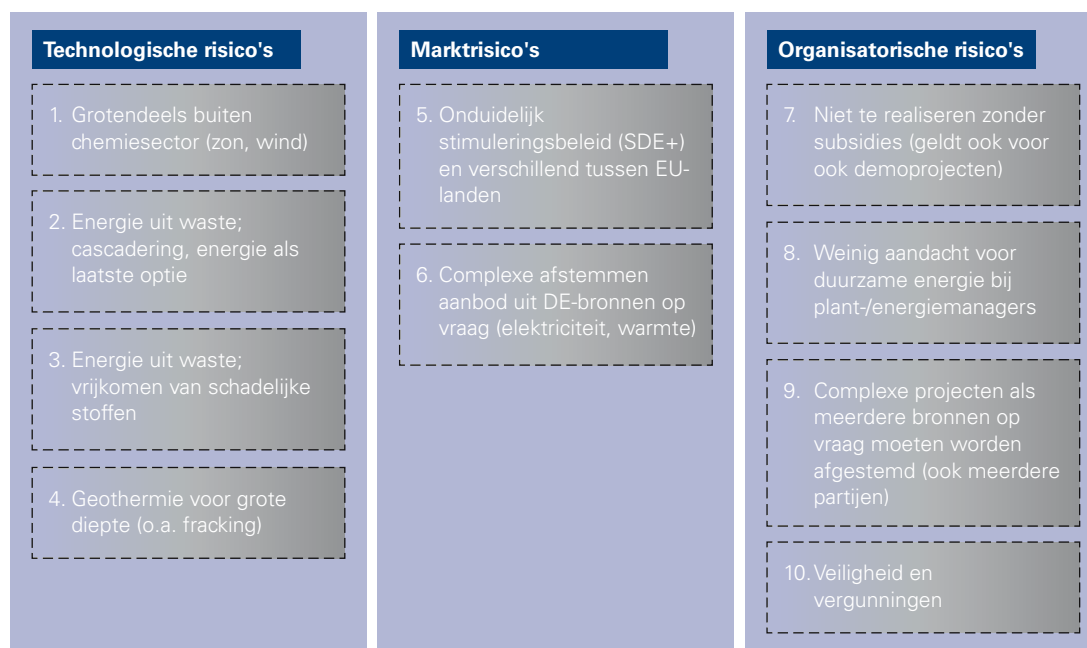 Technologische risico's
1. Grotendeels buiten
chemiesector (zon, wind)
2. Energie uit waste;
cascadering, energie als
laatste optie
3. Energie uit waste;
vrijkomen van schadelijke
stoffen
4. Geothermie voor grote
diepte (o.a. fracking)
Marktrisico's
5. Onduidelijk
stimuleringsbeleid (SDE+)
en verschillend tussen EU-
landen
6. Complexe afstemmen
aanbod uit DE-bronnen op
vraag (elektriciteit, warmte)
Organisatorische risico's
7. Niet te realiseren zonder
subsidies (geldt ook voor
ook demoprojecten)
8. Weinig aandacht voor
duurzame energie bij
plant-/energiemanagers
9. Complexe projecten als
meerdere bronnen op
vraag moeten worden
afgestemd (ook meerdere
partijen)
10. Veiligheid en
vergunningen